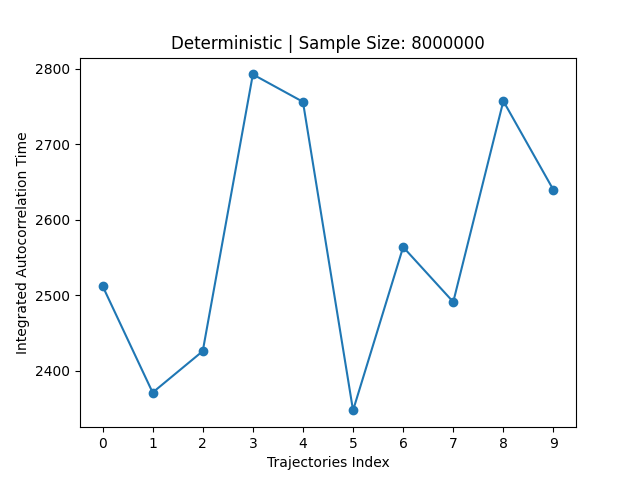 Deterministic | Sample Size: 8000000
2800
2700
2600
2500
2400
Integrated Autocorrelation Time
0 1 2 3 4 5 6 7 8 9
Trajectories Index